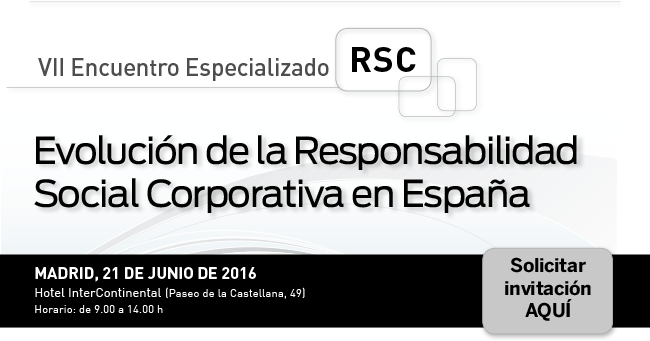 VII Encuentro Especializado RSC
Evolución de la Responsabilidad
Social Corporativa en España
MADRID, 21 DE JUNIO DE 2016
Hotel InterContinental (Paseo de la Castellana, 49)
Horario: de 9.00 a 14.00 h
Solicitar
invitación
AQUÍ